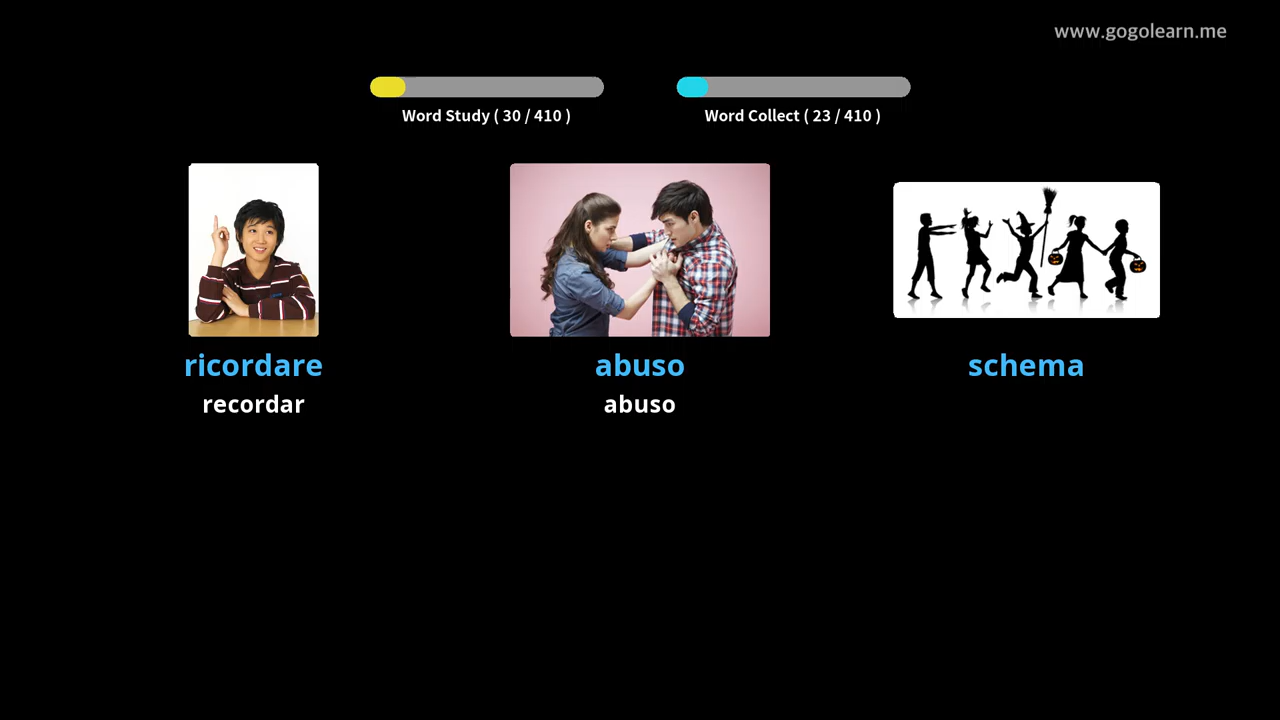 www.gogolearn.me
Word Study ( 30 / 410 )
Word Collect ( 23 / 410 )
ricordare
abuso
schema
recordar
abuso